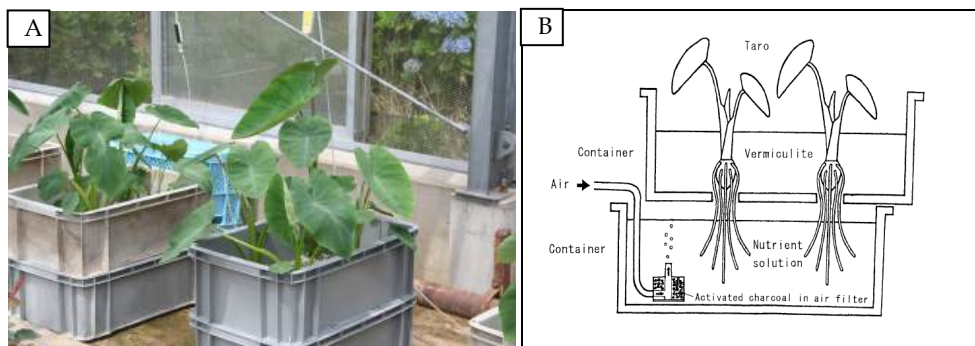 A
B
Taro
Container
Vermiculite
Air
Container
Nutrient
solution
Activated charcoal in air filter